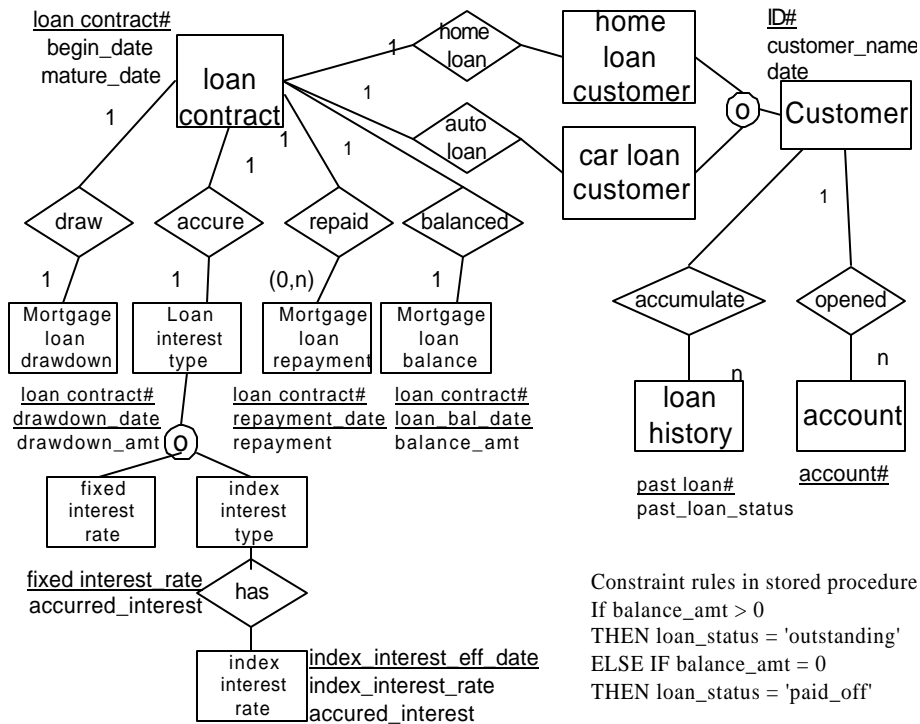 loan contract#
begin_date
mature_date
loan
contract
1
home
loan
home
loan
customer
ID#
customer_name
date
1
auto
loan
car loan
customer
o
Customer
1
1
1
1
1
draw
accure
repaid
balanced
accumulate
opened
1
1
(0,n)
1
n
n
Mortgage
loan
drawdown
Loan
interest
type
Mortgage
loan
repayment
Mortgage
loan
balance
loan
history
account
loan contract#
drawdown_date
drawdown_amt
loan contract#
repayment_date
repayment
loan contract#
loan_bal_date
balance_amt
past loan#
past_loan_status
account#
o
fixed
interest
rate
index
interest
type
fixed interest_rate
accurred_interest
has
index
interest
rate
index_interest_eff_date
index_interest_rate
accured_interest
Constraint rules in stored procedure
If balance_amt > 0
THEN loan_status = 'outstanding'
ELSE IF balance_amt = 0
THEN loan_status = 'paid_off'